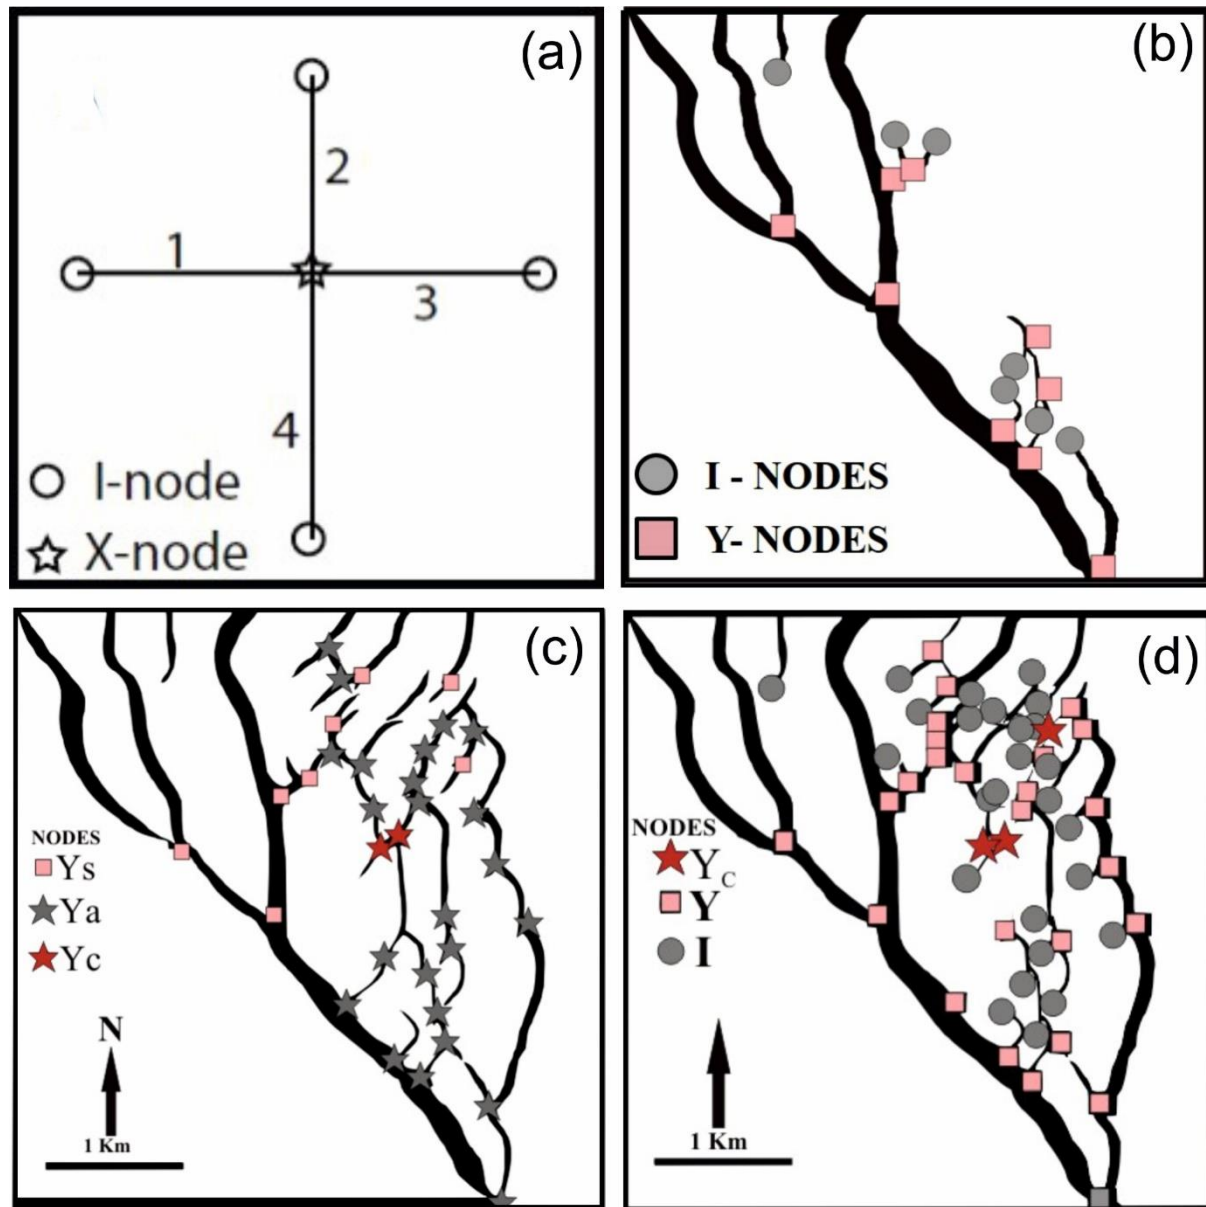 (a)
2
1
3
4
I-node
X-node
(b)
I - NODES
Y- NODES
(c)
NODES
Ys
Ya
Yc
N
1 Km
(d)
NODES
YC
Y
I
1 Km